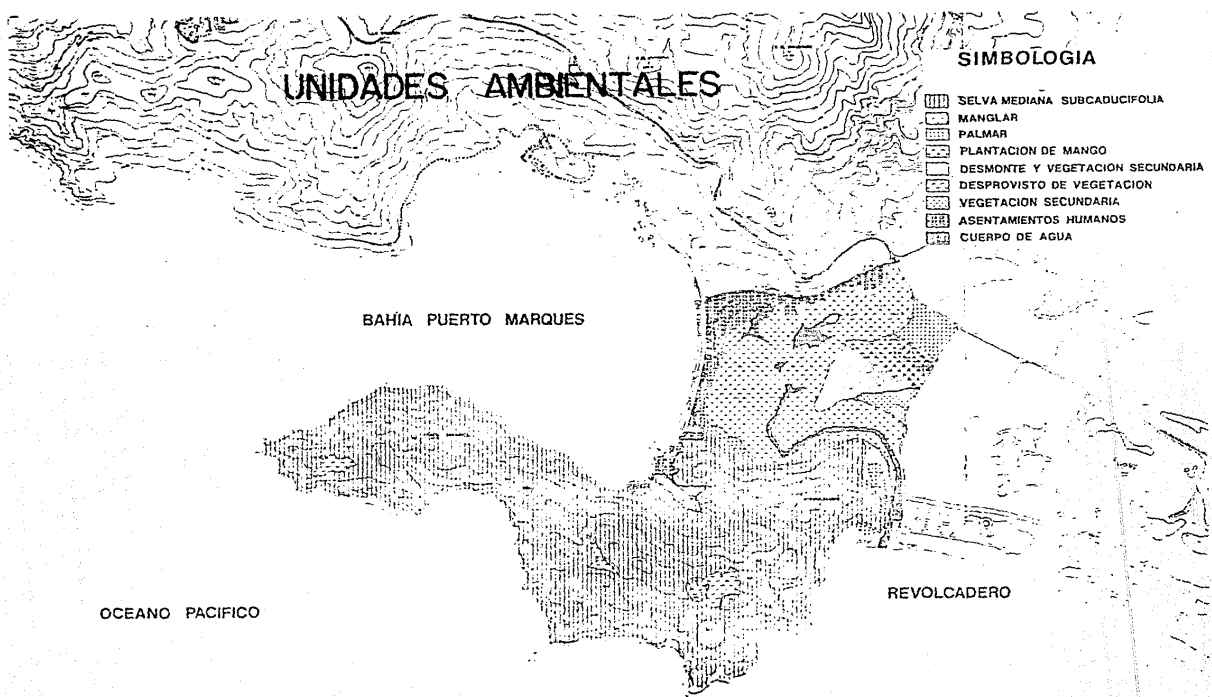 UNIDADES AMBIENTALES
SIMBOLOGIA
SELVA MEDIANA SUBCADUCIFOLIA
MANGLAR
PALMAR
PLANTACION DE MANGO
DESMONTE Y VEGETACION SECUNDARIA
DESPROVISTO DE VEGETACION
VEGETACION SECUNDARIA
ASENTAMIENTOS HUMANOS
CUERPO DE AGUA
BAHÍA PUERTO MARQUES
OCEANO PACIFICO
REVOLCADERO